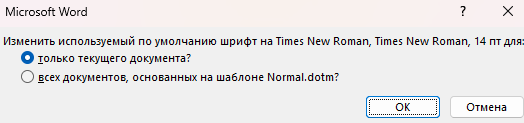 Microsoft Word
?
Изменить используемый по умолчанию шрифт на Times New Roman, Times New Roman, 14 пт для:
только текущего документа?
всех документов, основанных на шаблоне Normal.dotm?
ОК Отмена